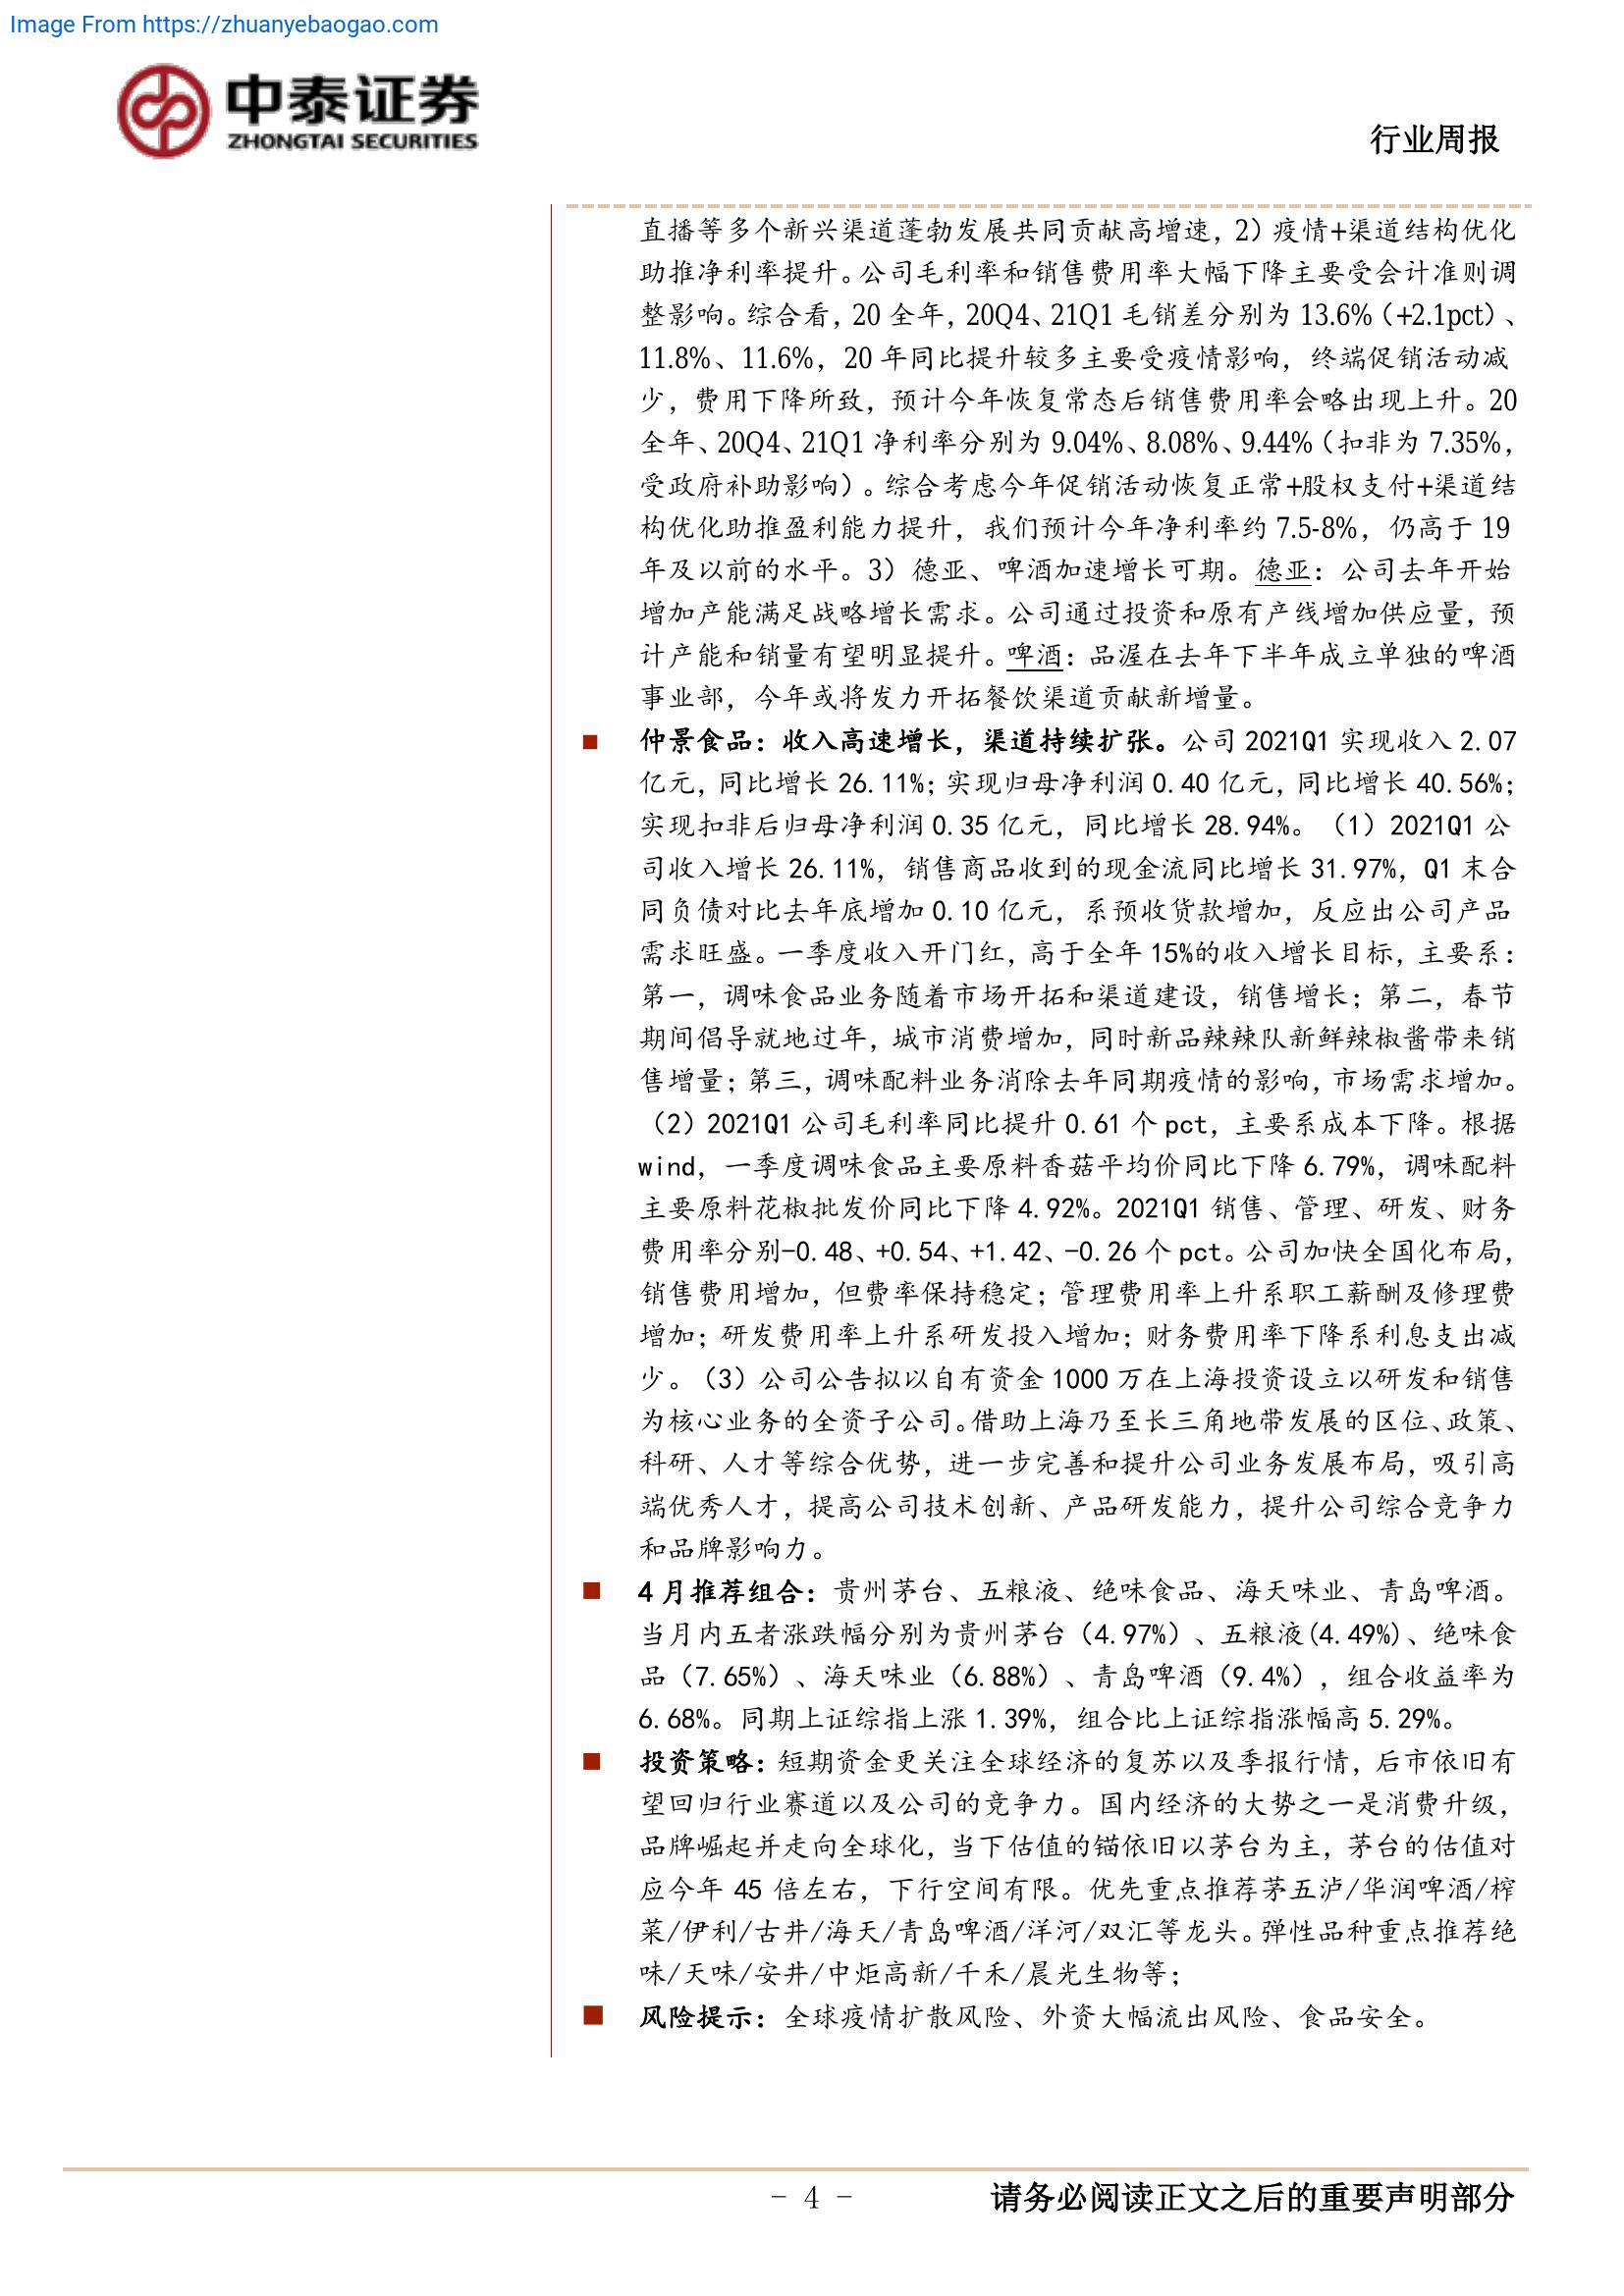 Image From https://zhuanyebaogao.com
中泰证券
ZHONGTAI SECURITIES
行业周报
直播等多个新兴渠道蓬勃发展共同贡献高增速，2）疫情+渠道结构优化
助推净利率提升。公司毛利率和销售费用率大幅下降主要受会计准则调
整影响。综合看，20 全年，20Q4、21Q1 毛销差分别为 13.6%（+2.1pct）、
11.8%、11.6%，20 年同比提升较多主要受疫情影响，终端促销活动减
少，费用下降所致，预计今年恢复常态后销售费用率会略出现上升。20
全年、20Q4、21Q1 净利率分别为 9.04%、8.08%、9.44%（扣非为 7.35%，
受政府补助影响）。综合考虑今年促销活动恢复正常+股权支付+渠道结
构优化助推盈利能力提升，我们预计今年净利率约 7.5-8%，仍高于 19
年及以前的水平。3）德亚、啤酒加速增长可期。德亚：公司去年开始
增加产能满足战略增长需求。公司通过投资和原有产线增加供应量，预
计产能和销量有望明显提升。啤酒：品渥在去年下半年成立单独的啤酒
事业部，今年或将发力开拓餐饮渠道贡献新增量。
■ 仲景食品：收入高速增长，渠道持续扩张。公司 2021Q1 实现收入 2.07
亿元，同比增长 26.11%；实现归母净利润 0.40 亿元，同比增长 40.56%；
实现扣非后归母净利润 0.35 亿元，同比增长 28.94%。（1）2021Q1 公
司收入增长 26.11%，销售商品收到的现金流同比增长 31.97%，Q1 末合
同负债对比去年底增加 0.10 亿元，系预收货款增加，反应出公司产品
需求旺盛。一季度收入开门红，高于全年 15%的收入增长目标，主要系：
第一，调味食品业务随着市场开拓和渠道建设，销售增长；第二，春节
期间倡导就地过年，城市消费增加，同时新品辣辣队新鲜辣椒酱带来销
售增量；第三，调味配料业务消除去年同期疫情的影响，市场需求增加。
（2）2021Q1 公司毛利率同比提升 0.61 个 pct，主要系成本下降。根据
wind，一季度调味食品主要原料香菇平均价同比下降 6.79%，调味配料
主要原料花椒批发价同比下降 4.92%。2021Q1 销售、管理、研发、财务
费用率分别-0.48、+0.54、+1.42、-0.26 个 pct。公司加快全国化布局，
销售费用增加，但费率保持稳定；管理费用率上升系职工薪酬及修理费
增加；研发费用率上升系研发投入增加；财务费用率下降系利息支出减
少。（3）公司公告拟以自有资金 1000 万在上海投资设立以研发和销售
为核心业务的全资子公司。借助上海乃至长三角地带发展的区位、政策、
科研、人才等综合优势，进一步完善和提升公司业务发展布局，吸引高
端优秀人才，提高公司技术创新、产品研发能力，提升公司综合竞争力
和品牌影响力。
■ 4 月推荐组合：贵州茅台、五粮液、绝味食品、海天味业、青岛啤酒。
当月内五者涨跌幅分别为贵州茅台（4.97%）、五粮液(4.49%)、绝味食
品（7.65%）、海天味业（6.88%）、青岛啤酒（9.4%），组合收益率为
6.68%。同期上证综指上涨 1.39%，组合比上证综指涨幅高 5.29%。
■ 投资策略：短期资金更关注全球经济的复苏以及季报行情，后市依旧有
望回归行业赛道以及公司的竞争力。国内经济的大势之一是消费升级，
品牌崛起并走向全球化，当下估值的锚依旧以茅台为主，茅台的估值对
应今年 45 倍左右，下行空间有限。优先重点推荐茅五泸/华润啤酒/榨
菜/伊利/古井/海天/青岛啤酒/洋河/双汇等龙头。弹性品种重点推荐绝
味/天味/安井/中炬高新/千禾/晨光生物等；
■ 风险提示：全球疫情扩散风险、外资大幅流出风险、食品安全。
- 4 -
请务必阅读正文之后的重要声明部分